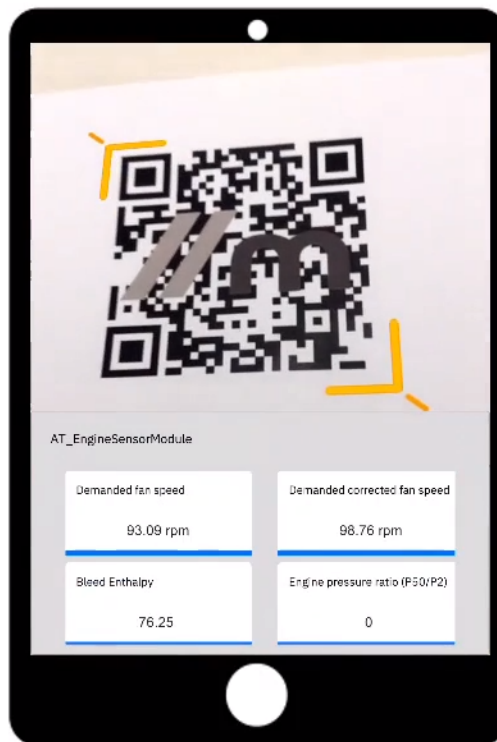 //m
AT_EngineSensorModule
Demanded fan speed
Demanded corrected fan speed
93.09 rpm
98.76 rpm
Bleed Enthalpy
Engine pressure ratio (P50/P2)
76.25
0